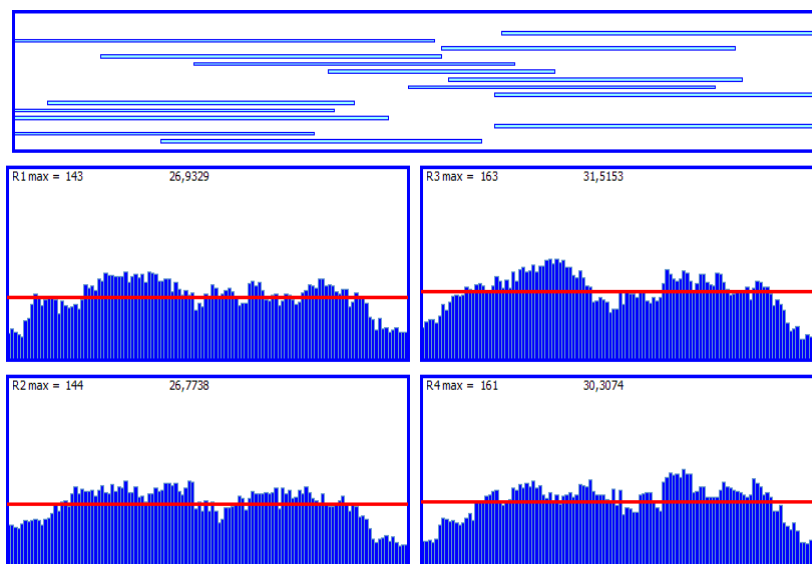 R1 max = 143 26,9329
R3 max = 163 31,5153
R2 max = 144 26,7738
R4 max = 161 30,3074